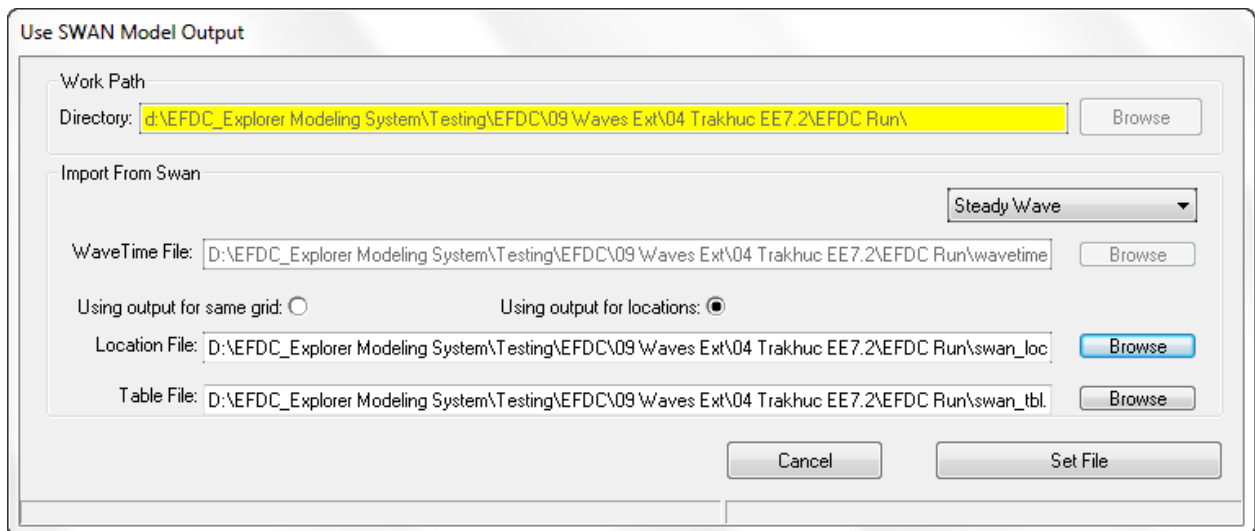 Use SWAN Model Output
Work Path
Directory: d:\EFDC_Explorer Modeling System\Testing\EFDC\09 Waves Ext\04 Trakhuc EE7.2\EFDC Run\ Browse
Import From Swan
Steady Wave
WaveTime File: D:\EFDC_Explorer Modeling System\Testing\EFDC\09 Waves Ext\04 Trakhuc EE7.2\EFDC Run\wavetime Browse
Using output for same grid: Using output for locations:
Location File: D:\EFDC_Explorer Modeling System\Testing\EFDC\09 Waves Ext\04 Trakhuc EE7.2\EFDC Run\swan_loc Browse
Table File: D:\EFDC_Explorer Modeling System\Testing\EFDC\09 Waves Ext\04 Trakhuc EE7.2\EFDC Run\swan_tbl. Browse
Cancel Set File